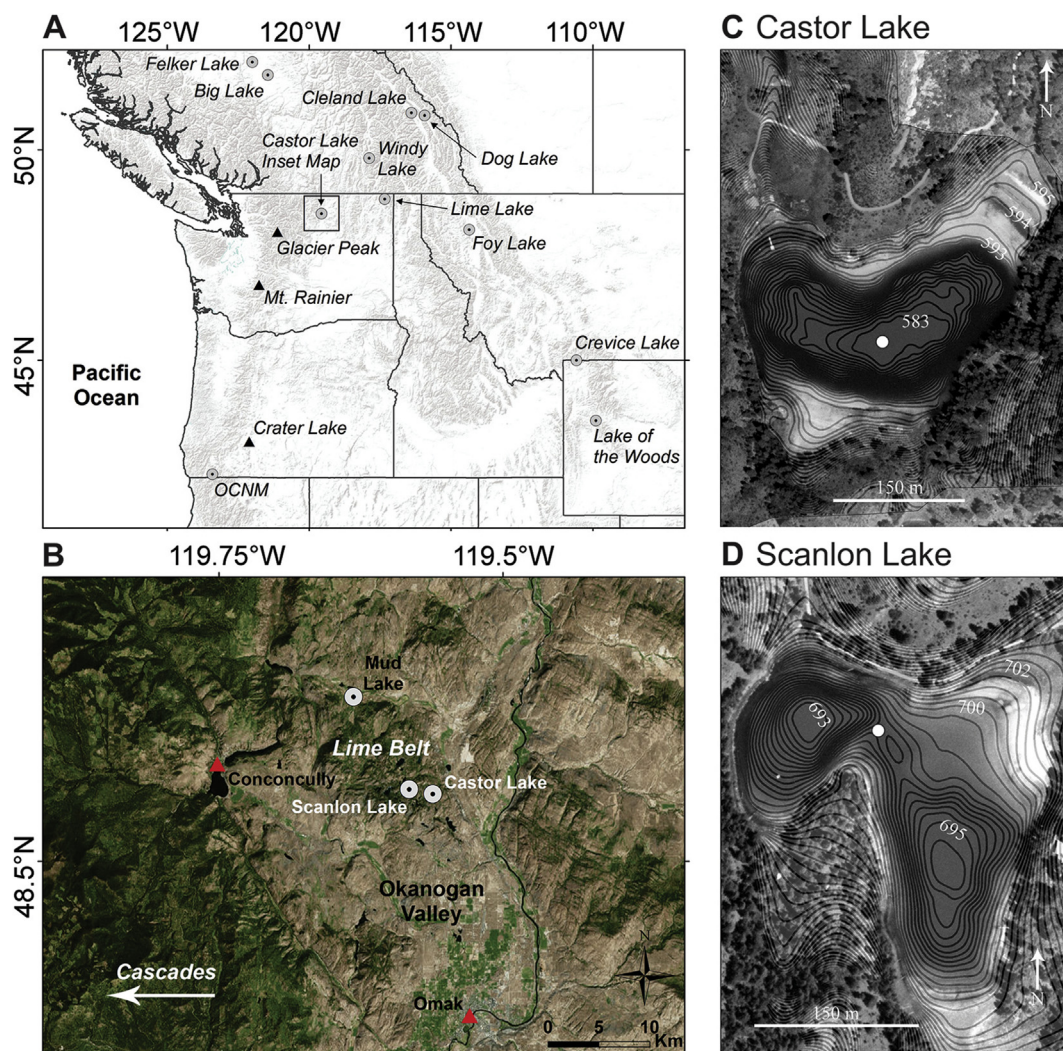 A
125°W 120°W 115°W 110°W
50°N
45°N
Felker Lake
Big Lake
Cleland Lake
Castor Lake
Inset Map
Windy
Lake
Dog Lake
Lime Lake
Glacier Peak
Foy Lake
Mt. Rainier
Crevice Lake
Pacific
Ocean
Crater Lake
Lake of
the Woods
OCNM
B
119.75°W 119.5°W
48.5°N
Mud
Lake
Lime Belt
Conconcully
Castor Lake
Scanlon Lake
Okanogan
Valley
Cascades
Omak
N
0 5 10
Km
C Castor Lake
N
595
594
593
583
150 m
D Scanlon Lake
702
700
693
695
N
150 m